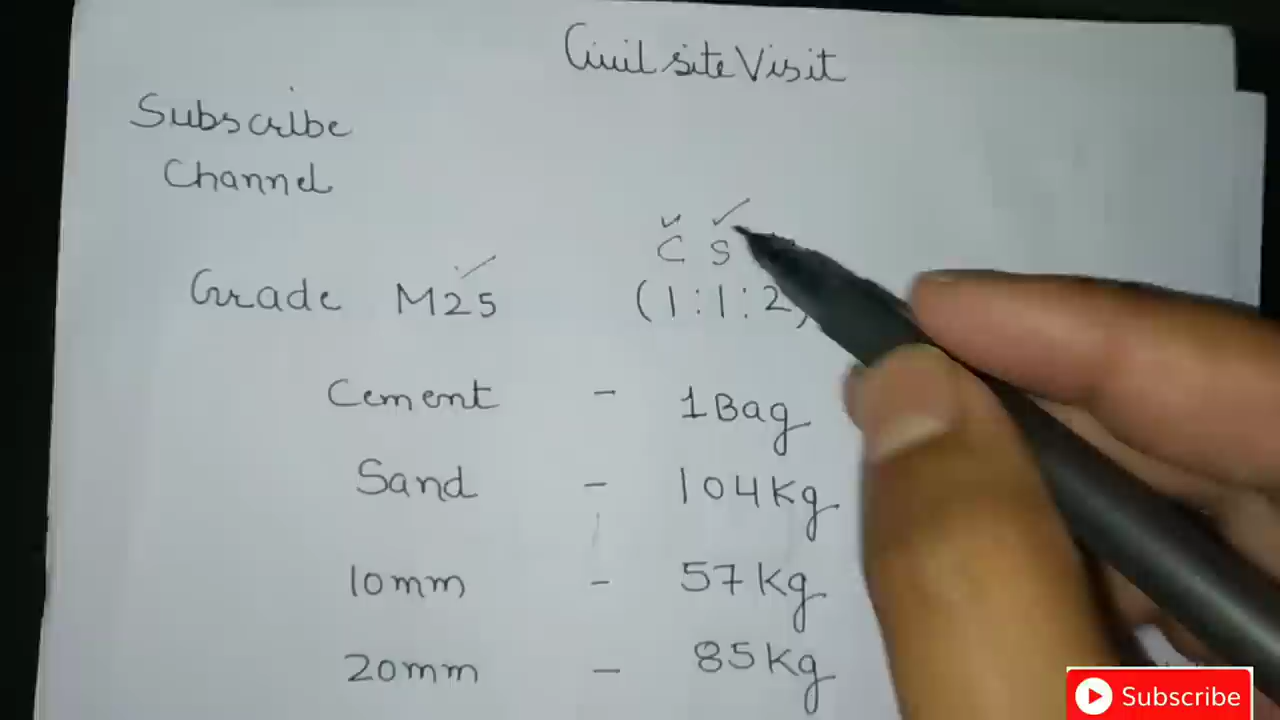 Civil site Visit
Subscribe
Channel
C S
Grade M25 (1:1:2)
Cement - 1Bag
Sand - 104Kg
10mm - 57Kg
20mm - 85Kg
Subscribe